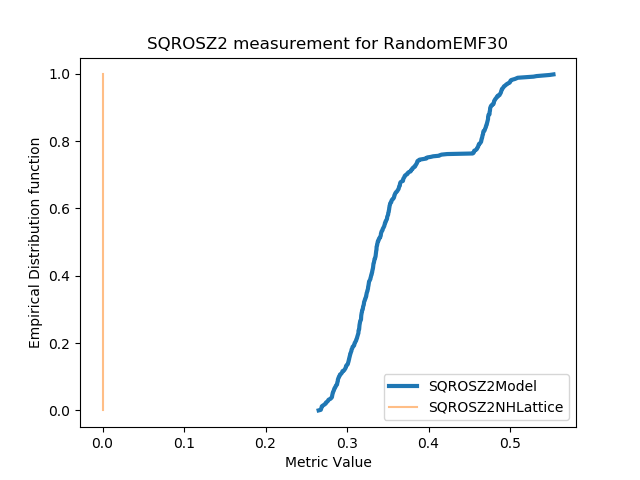 SQROSZ2 measurement for RandomEMF30
Empirical Distribution function
1.0
0.8
0.6
0.4
0.2
0.0
SQROSZ2Model
SQROSZ2NHLattice
0.0 0.1 0.2 0.3 0.4 0.5
Metric Value